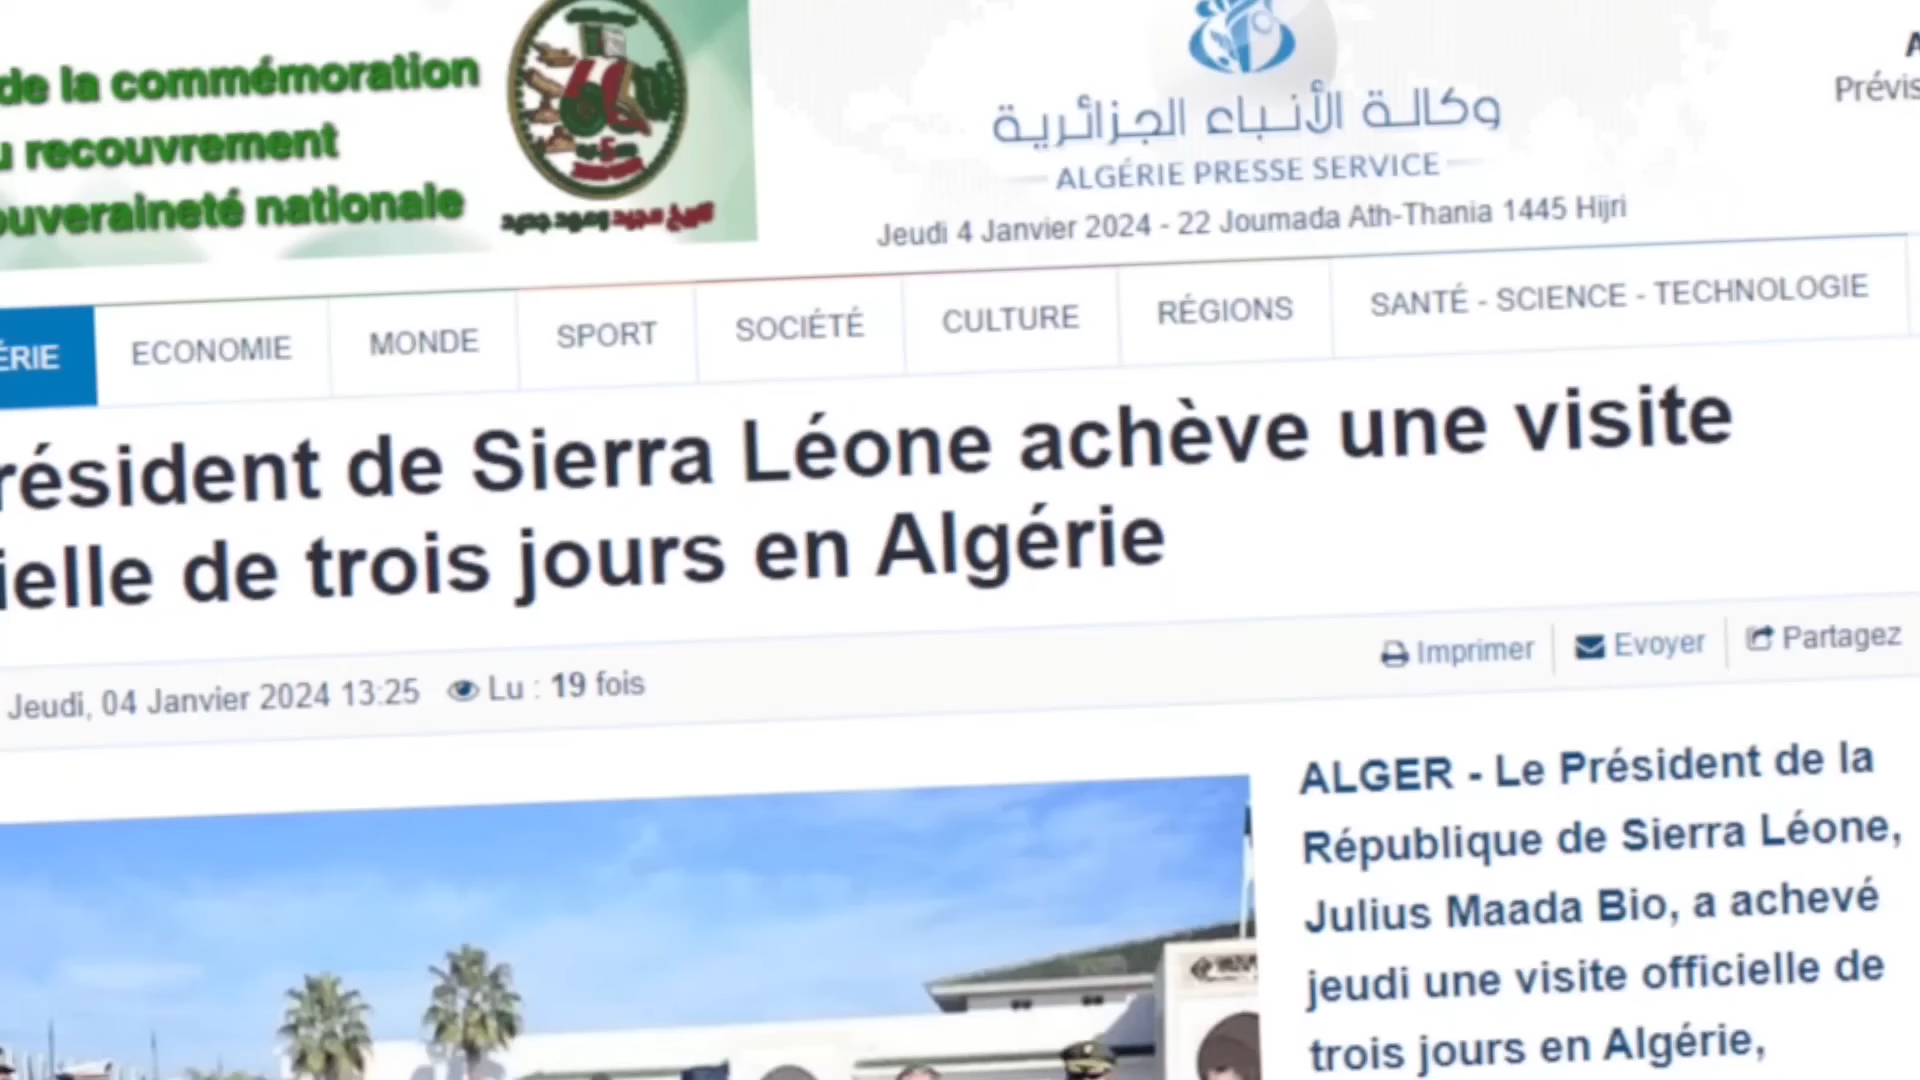 de la commémoration
recouvrement
ouveraineté nationale
تاريخ مجيد وعهد جديد
وكالة الأنباء الجزائرية
ALGÉRIE PRESSE SERVICE
Jeudi 4 Janvier 2024 - 22 Joumada Ath-Thania 1445 Hijri
Prévis
ÉRIE ECONOMIE MONDE SPORT SOCIÉTÉ CULTURE RÉGIONS SANTÉ - SCIENCE - TECHNOLOGIE
résident de Sierra Léone achève une visite
ielle de trois jours en Algérie
Jeudi, 04 Janvier 2024 13:25 Lu : 19 fois
Imprimer Evoyer Partagez
ALGER - Le Président de la
République de Sierra Léone,
Julius Maada Bio, a achevé
jeudi une visite officielle de
trois jours en Algérie,